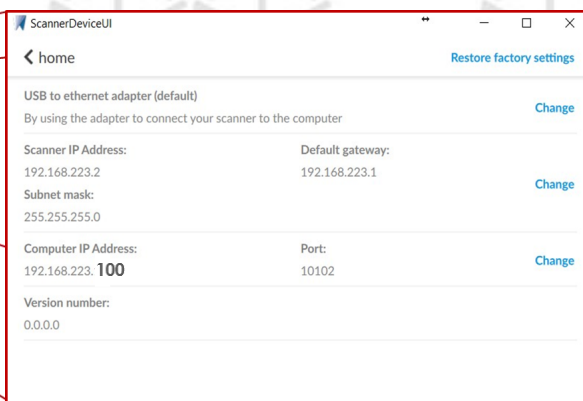 ScannerDeviceUI
home
Restore factory settings
USB to ethernet adapter (default)
By using the adapter to connect your scanner to the computer
Change
Scanner IP Address:
Default gateway:
192.168.223.2
192.168.223.1
Subnet mask:
Change
255.255.255.0
Computer IP Address:
Port:
Change
192.168.223. 100
10102
Version number:
0.0.0.0